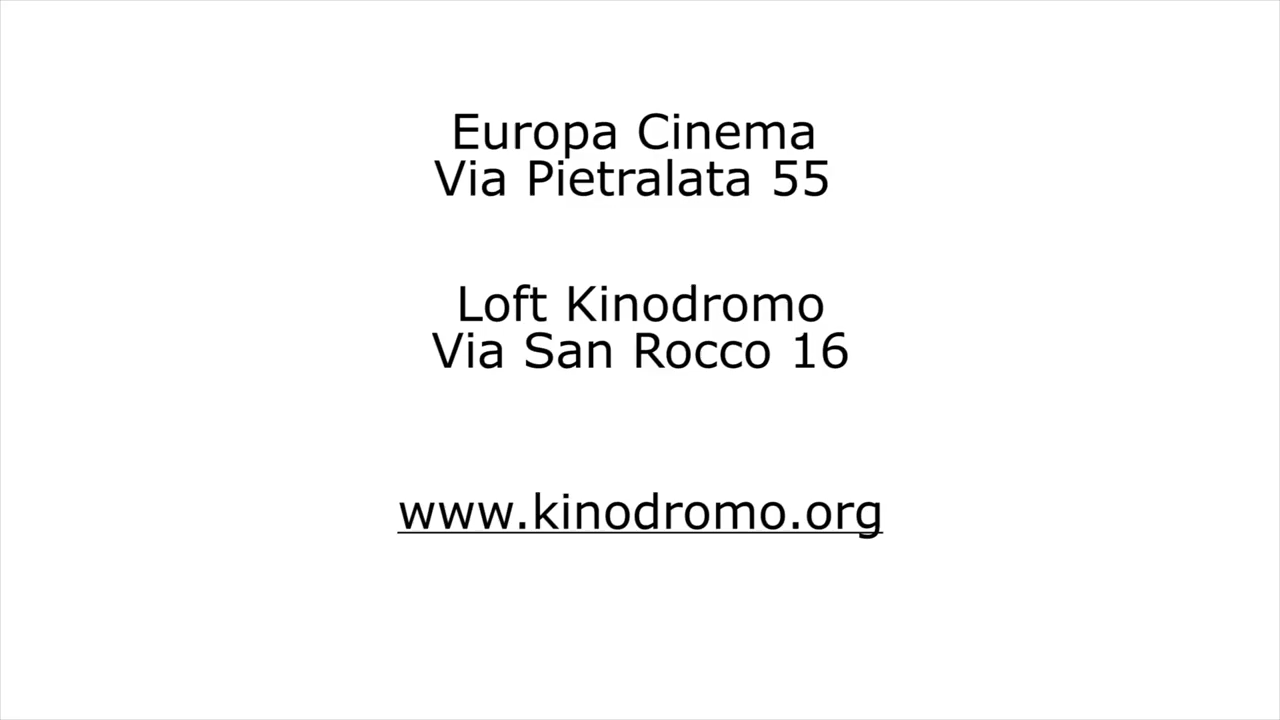 Europa Cinema
Via Pietralata 55
Loft Kinodromo
Via San Rocco 16
www.kinodromo.org